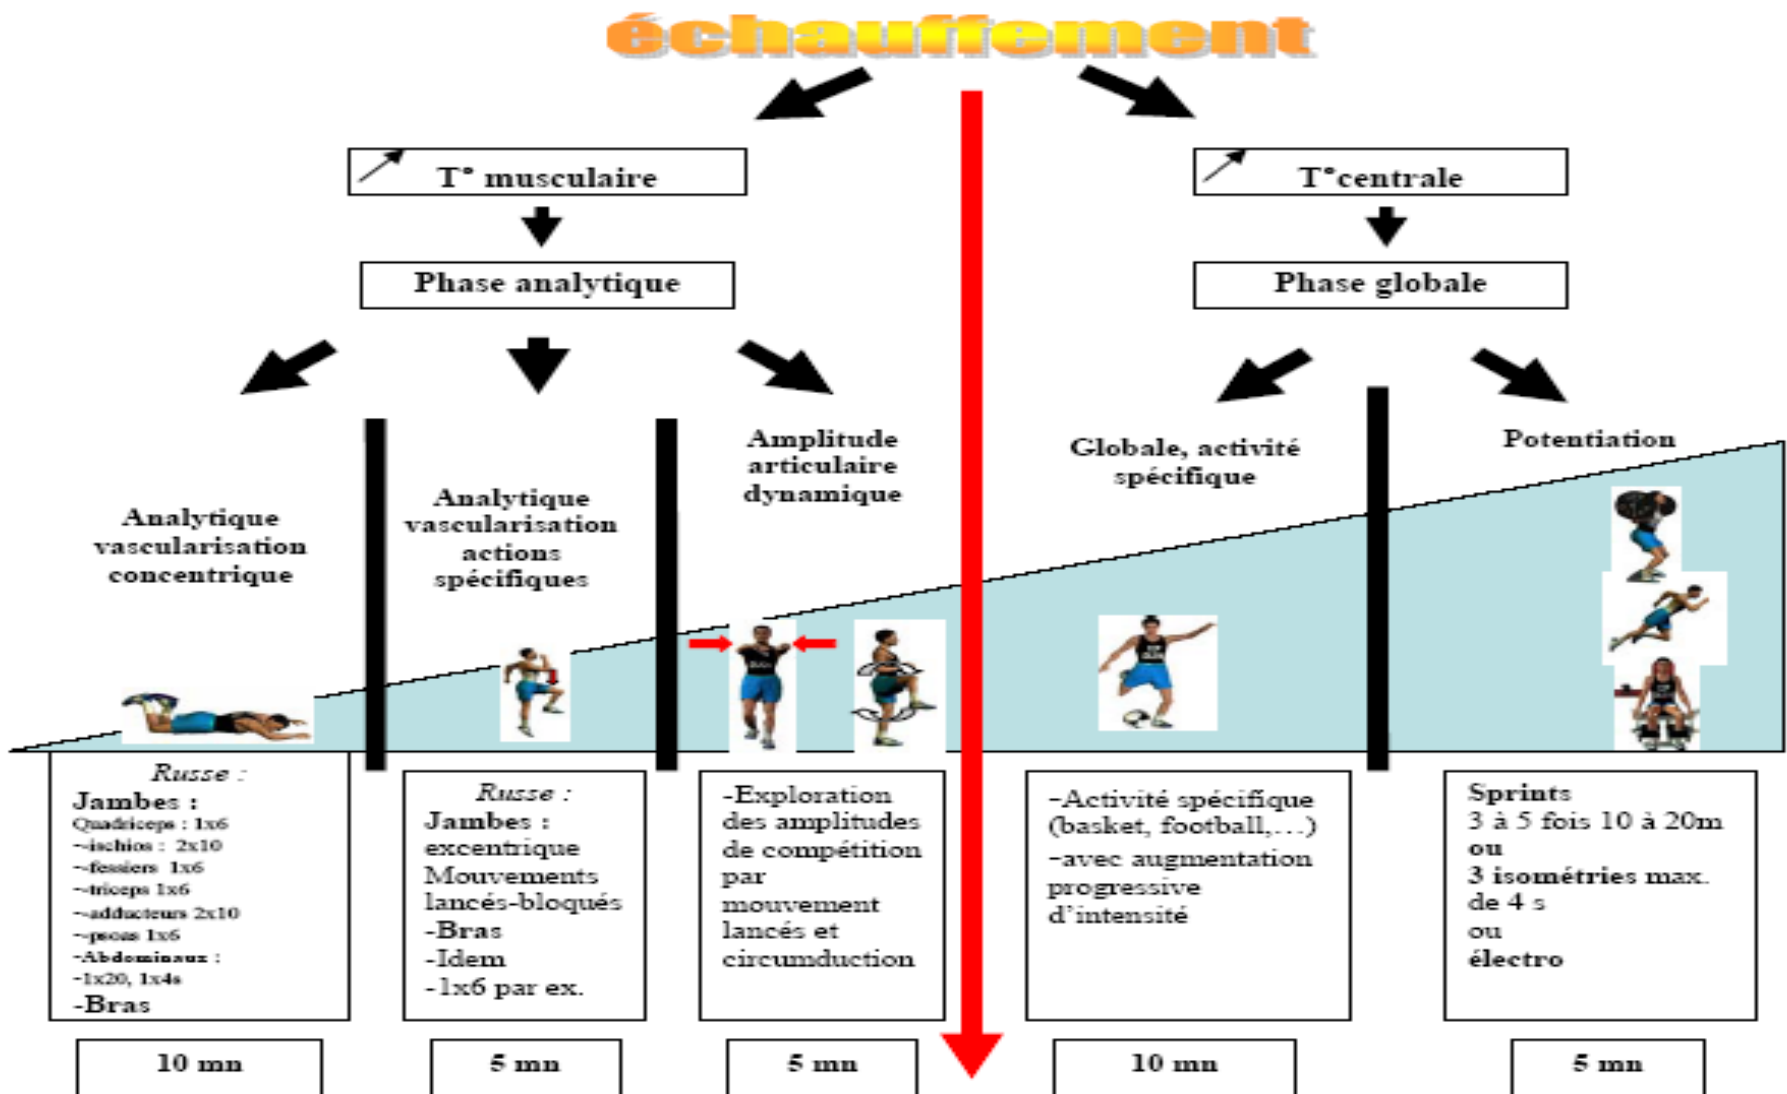 échauffement
T° musculaire
T°centrale
Phase analytique
Phase globale
Analytique
vascularisation
concentrique
Analytique
vascularisation
actions
spécifiques
Amplitude
articulaire
dynamique
Globale, activité
spécifique
Potentiation
Russe :
Jambes :
Quadriceps : 1x6
~ischios : 2x10
~fessiers 1x6
~triceps 1x6
~adducteurs 2x10
~psoas 1x6
-Abdominaux :
-1x20, 1x4s
-Bras
Russe :
Jambes :
excentrique
Mouvements
lancés-bloqués
-Bras
-Idem
-1x6 par ex.
-Exploration
des amplitudes
de compétition
par
mouvement
lancés et
circumduction
-Activité spécifique
(basket, football,…)
-avec augmentation
progressive
d'intensité
Sprints
3 à 5 fois 10 à 20m
ou
3 isométries max.
de 4 s
ou
électro
10 mn
5 mn
5 mn
10 mn
5 mn